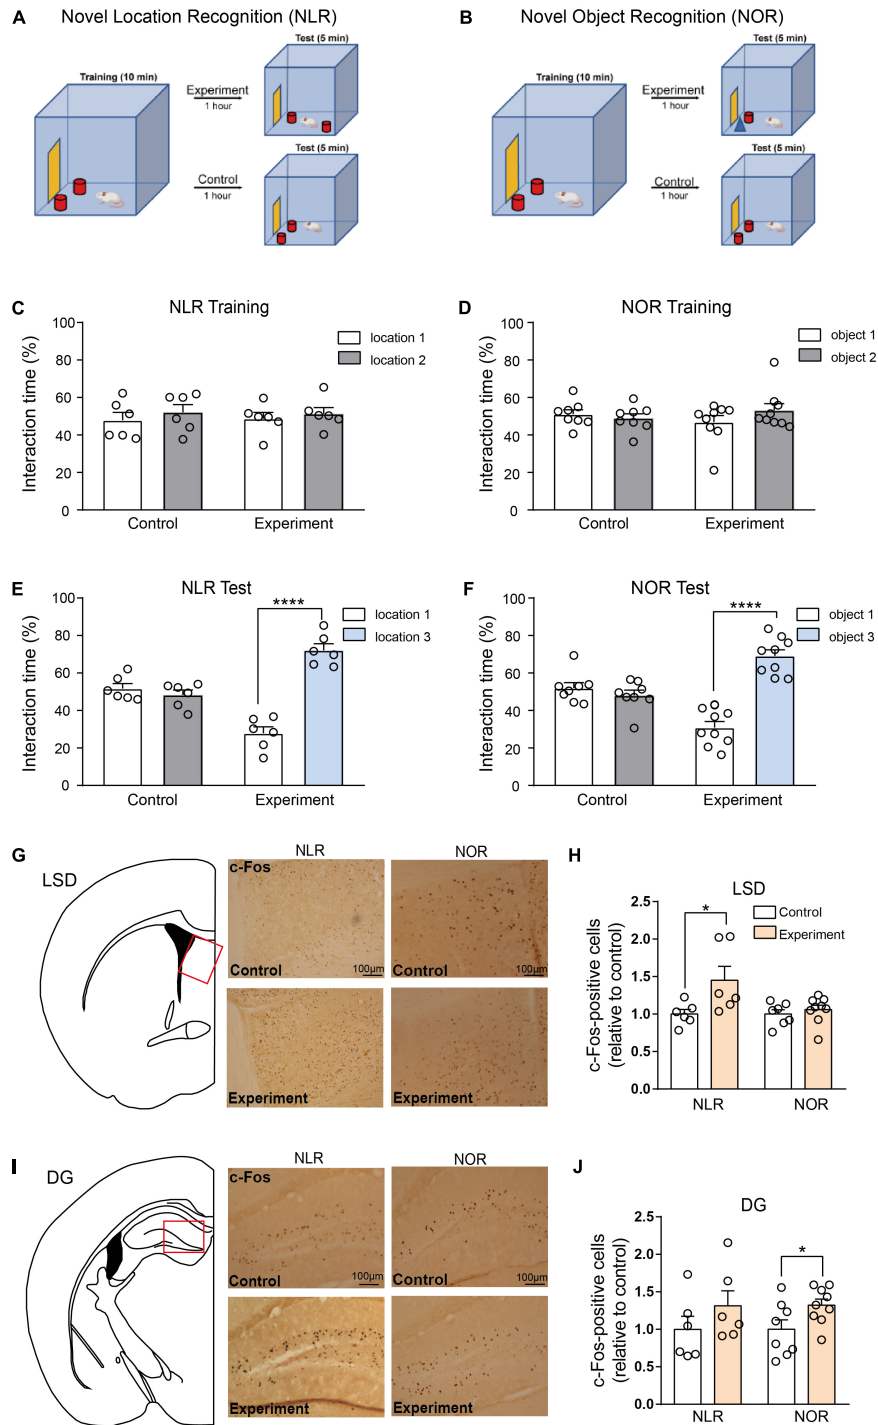 A Novel Location Recognition (NLR)
Training (10 min)
Experiment
1 hour
Test (5 min)
Control
1 hour
Test (5 min)
B Novel Object Recognition (NOR)
Training (10 min)
Experiment
1 hour
Test (5 min)
Control
1 hour
Test (5 min)
C NLR Training
Interaction time (%)
100
80
60
40
20
0
location 1
location 2
Control Experiment
D NOR Training
Interaction time (%)
100
80
60
40
20
0
object 1
object 2
Control Experiment
E NLR Test
Interaction time (%)
100
80
60
40
20
0
****
location 1
location 3
Control Experiment
F NOR Test
Interaction time (%)
100
80
60
40
20
0
****
object 1
object 3
Control Experiment
G
LSD
NLR NOR
c-Fos
Control 100µm
Control 100µm
Experiment
Experiment
H
LSD
c-Fos-positive cells
(relative to control)
2.5
2.0
1.5
1.0
0.5
0.0
*
Control
Experiment
NLR NOR
I
DG
NLR NOR
c-Fos
Control 100µm
Control 100µm
Experiment
Experiment
J
DG
c-Fos-positive cells
(relative to control)
2.5
2.0
1.5
1.0
0.5
0.0
*
NLR NOR